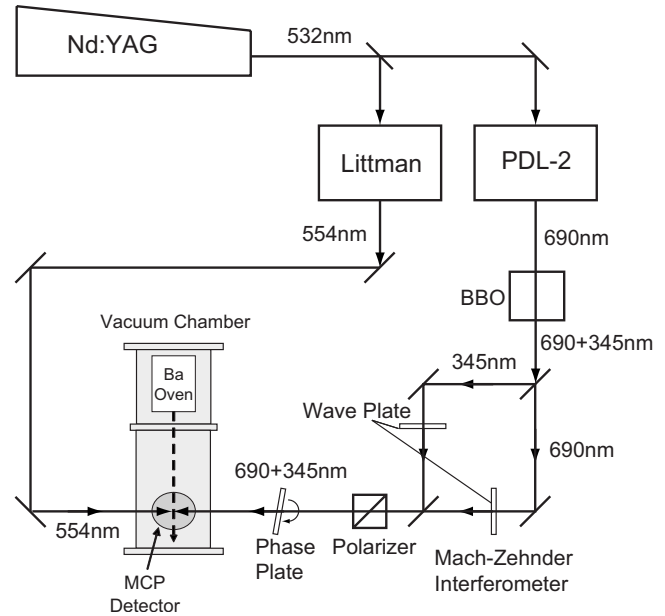 Nd:YAG
532nm
Littman
PDL-2
554nm
690nm
BBO
690+345nm
Vacuum Chamber
345nm
Ba
Oven
Wave Plate
690nm
690+345nm
554nm
Phase
Plate
Polarizer
Mach-Zehnder
Interferometer
MCP
Detector